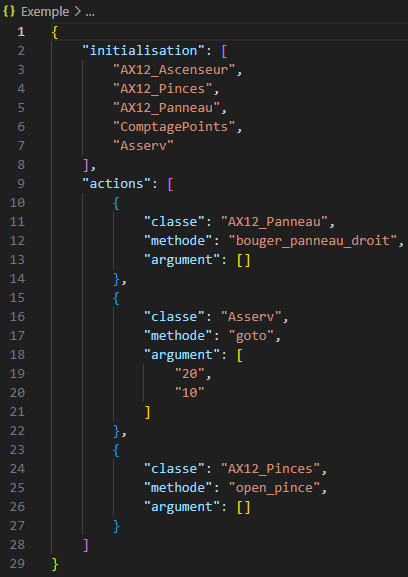 {} Exemple > ...
1 {
2 "initialisation": [
3 "AX12_Ascenseur",
4 "AX12_Pinces",
5 "AX12_Panneau",
6 "ComptagePoints",
7 "Asserv"
8 ],
9 "actions": [
10 {
11 "classe": "AX12_Panneau",
12 "methode": "bouger_panneau_droit",
13 "argument": []
14 },
15 {
16 "classe": "Asserv",
17 "methode": "goto",
18 "argument": [
19 "20",
20 "10"
21 ]
22 },
23 {
24 "classe": "AX12_Pinces",
25 "methode": "open_pince",
26 "argument": []
27 }
28 ]
29 }